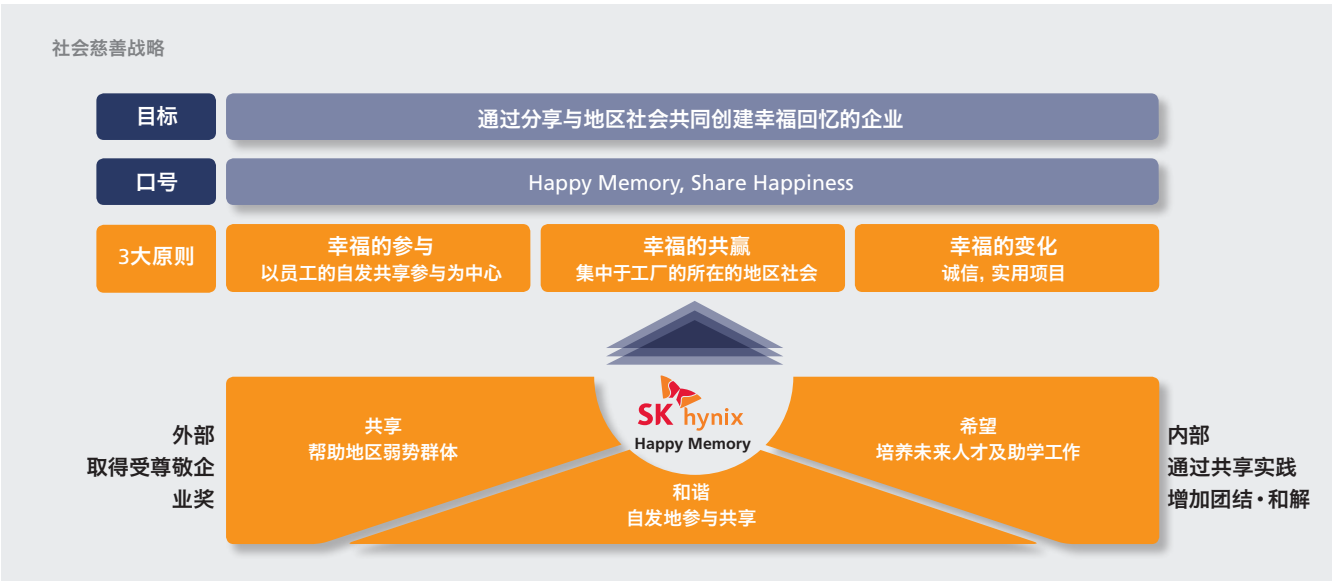 社会慈善战略
目标
通过分享与地区社会共同创建幸福回忆的企业
口号
Happy Memory, Share Happiness
3大原则
幸福的参与
以员工的自发共享参与为中心
幸福的共赢
集中于工厂的所在的地区社会
幸福的变化
诚信, 实用项目
外部
取得受尊敬企
业奖
共享
帮助地区弱势群体
SK hynix
Happy Memory
和谐
自发地参与共享
希望
培养未来人才及助学工作
内部
通过共享实践
增加团结·和解